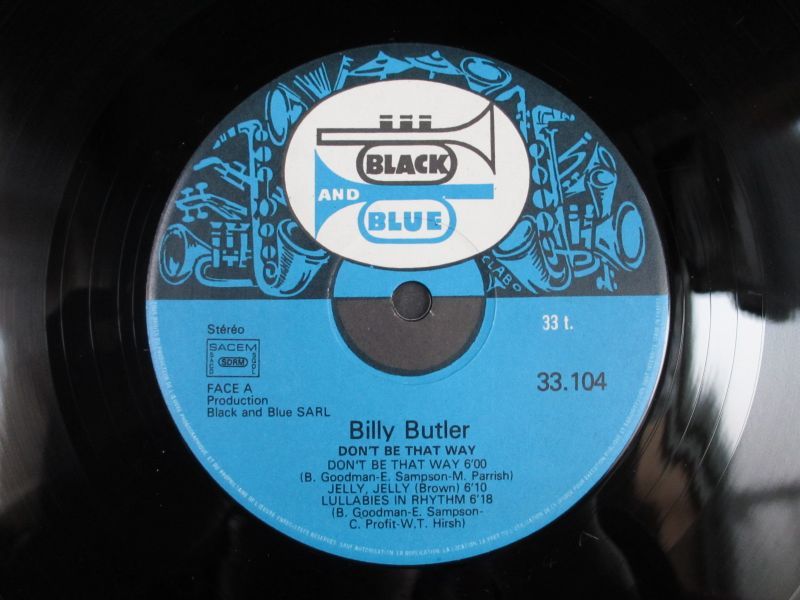 BLACK
AND
BLUE
CLABO
Stéréo
33 t.
SACEM
SDRM
FACE A
Production
Black and Blue SARL
33.104
Billy Butler
DON'T BE THAT WAY
DON'T BE THAT WAY 6'00
(B. Goodman-E. Sampson-M. Parrish)
JELLY, JELLY (Brown) 6'10
LULLABIES IN RHYTHM 6'18
(B. Goodman-E. Sampson-
C. Profit-W.T. Hirsh)